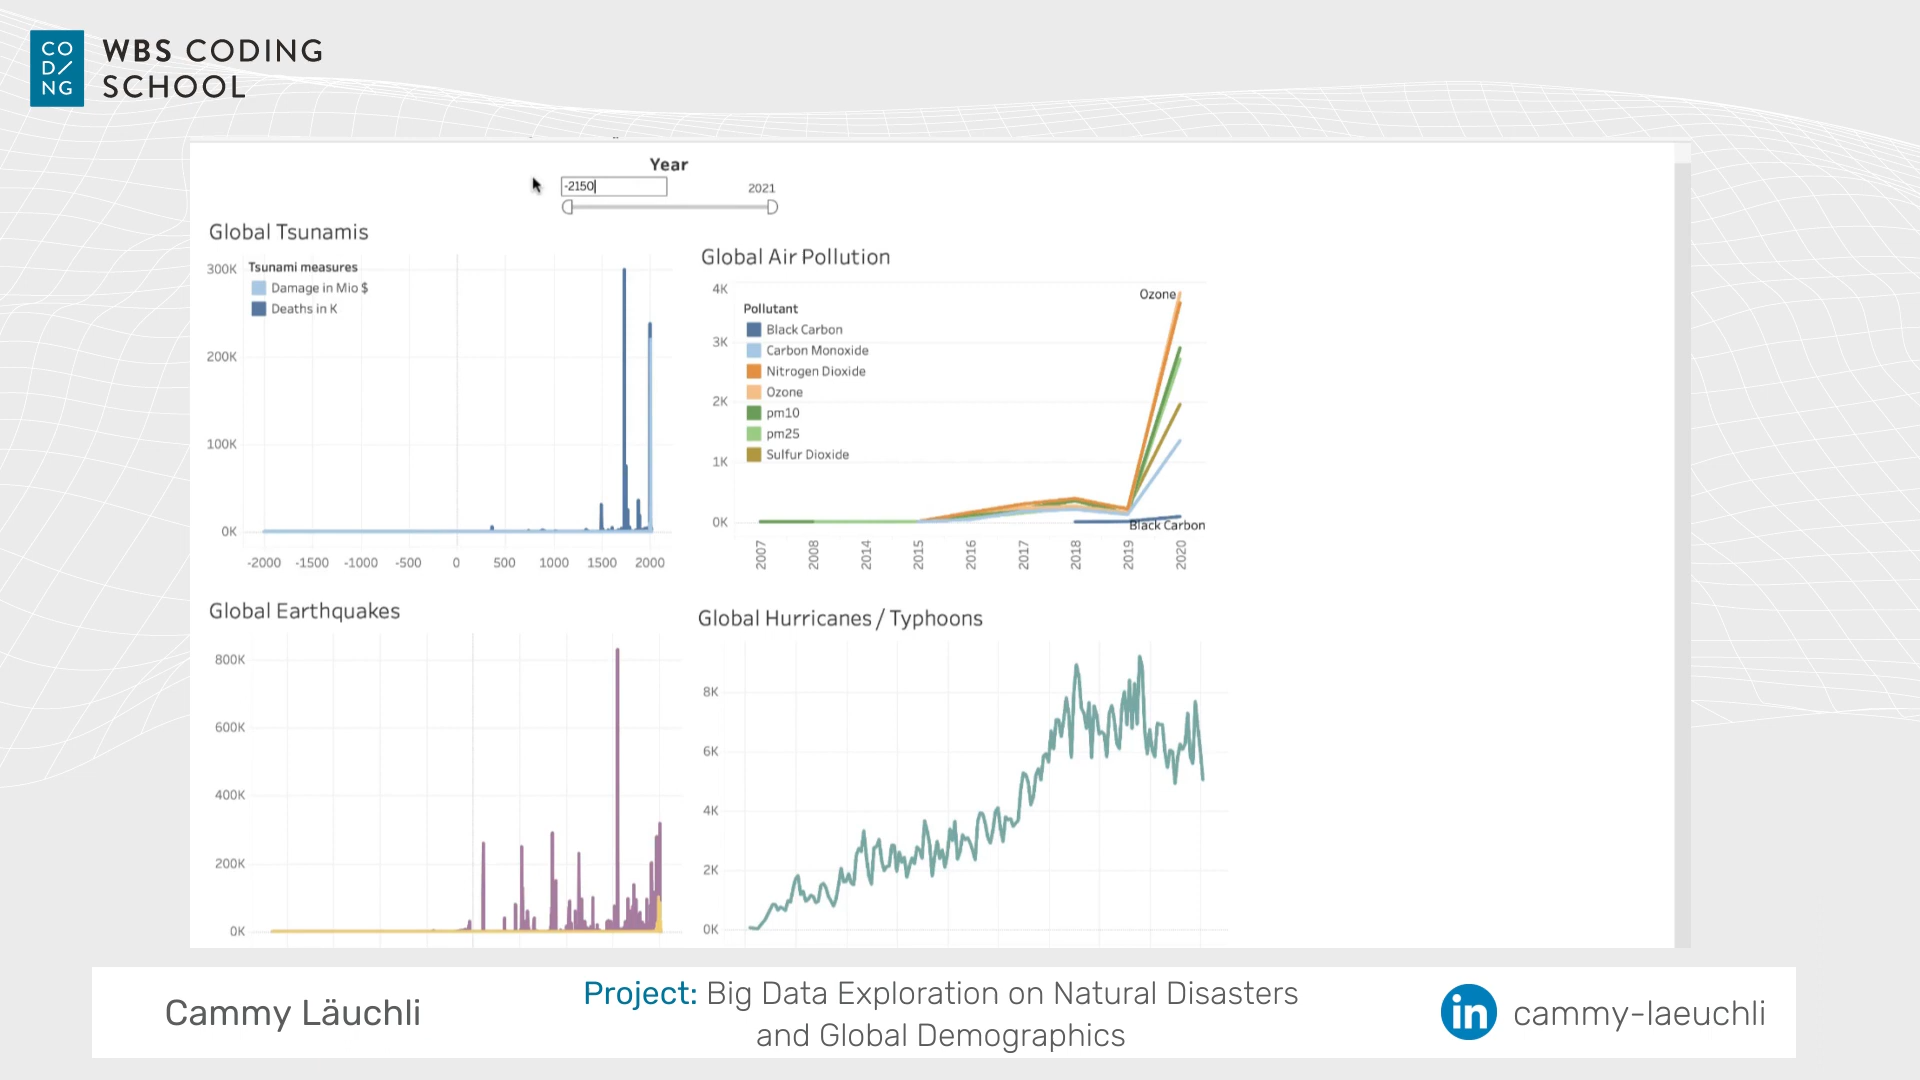 CO
D/
NG
WBS CODING
SCHOOL
Year
-2150
2021
Global Tsunamis
Tsunami measures
Damage in Mio $
Deaths in K
300K
200K
100K
0K
-2000 -1500 -1000 -500 0 500 1000 1500 2000
Global Air Pollution
Pollutant
Black Carbon
Carbon Monoxide
Nitrogen Dioxide
Ozone
pm10
pm25
Sulfur Dioxide
4K
3K
2K
1K
0K
Ozone
Black Carbon
2007 2008 2014 2015 2016 2017 2018 2019 2020
Global Earthquakes
800K
600K
400K
200K
0K
Global Hurricanes / Typhoons
8K
6K
4K
2K
0K
Cammy Läuchli
Project: Big Data Exploration on Natural Disasters
and Global Demographics
in
cammy-laeuchli